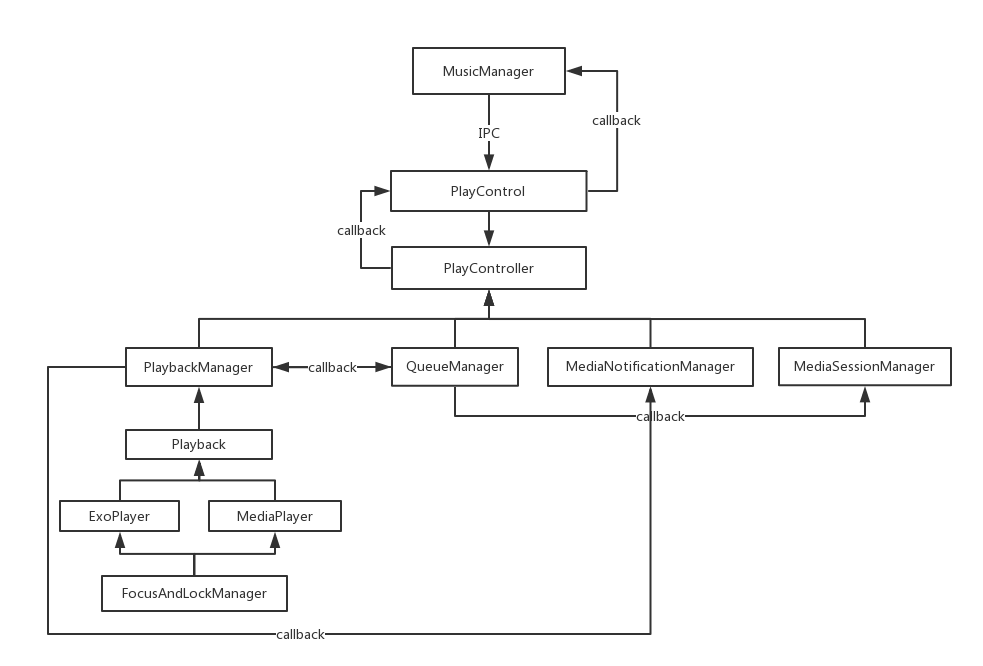 MusicManager
callback
IPC
PlayControl
callback
PlayController
PlaybackManager
callback
QueueManager
MediaNotificationManager
MediaSessionManager
callback
Playback
ExoPlayer
MediaPlayer
FocusAndLockManager
callback